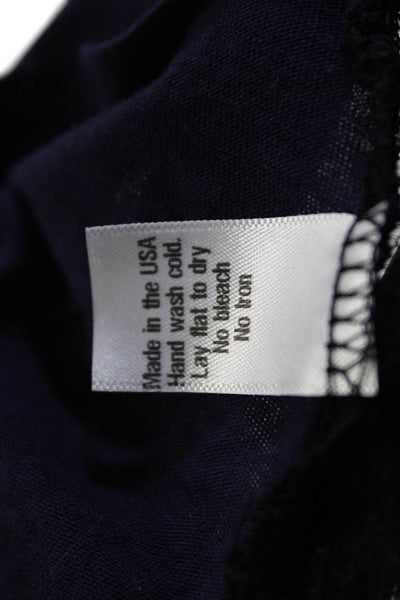 Made in the USA
Hand wash cold.
Lay flat to dry
No bleach
No Iron